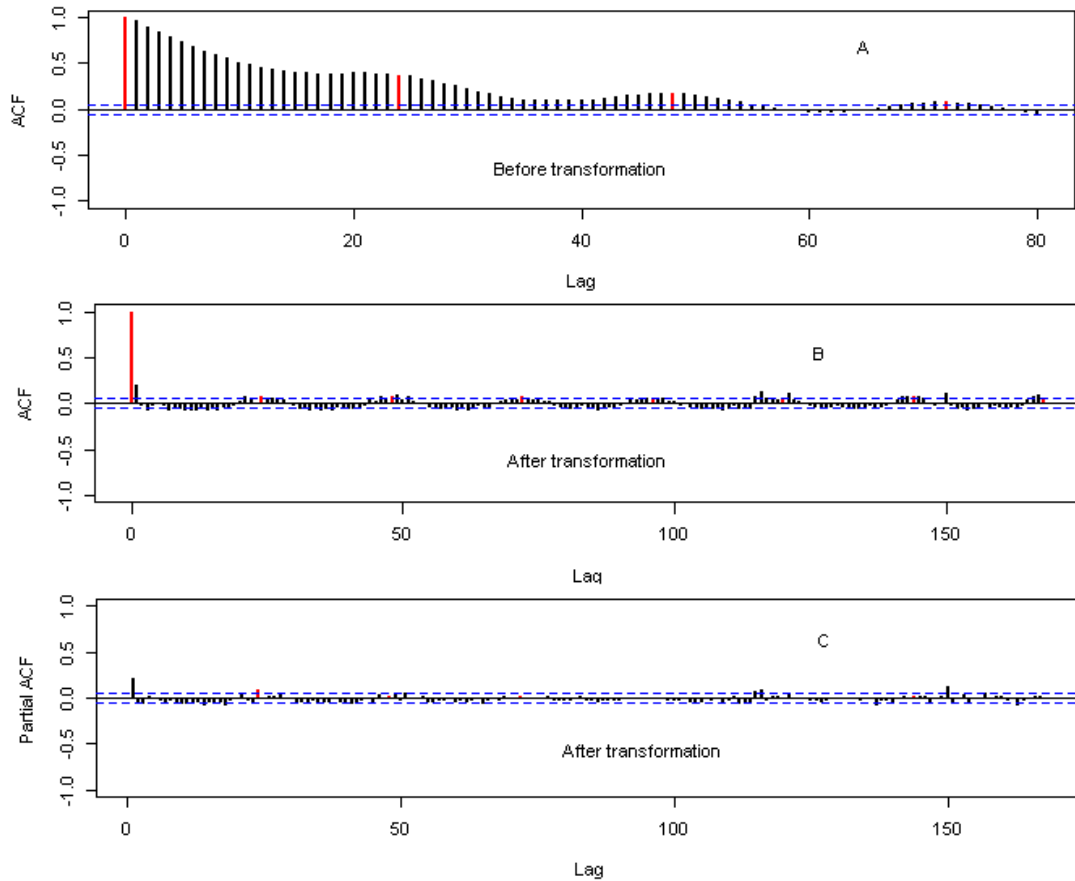 1.0
0.5
0.0
-0.5
-1.0
ACF
A
Before transformation
0 20 40 60 80
Lag
1.0
0.5
0.0
-0.5
-1.0
ACF
B
After transformation
0 50 100 150
Lag
1.0
0.5
0.0
-0.5
-1.0
Partial ACF
C
After transformation
0 50 100 150
Lag